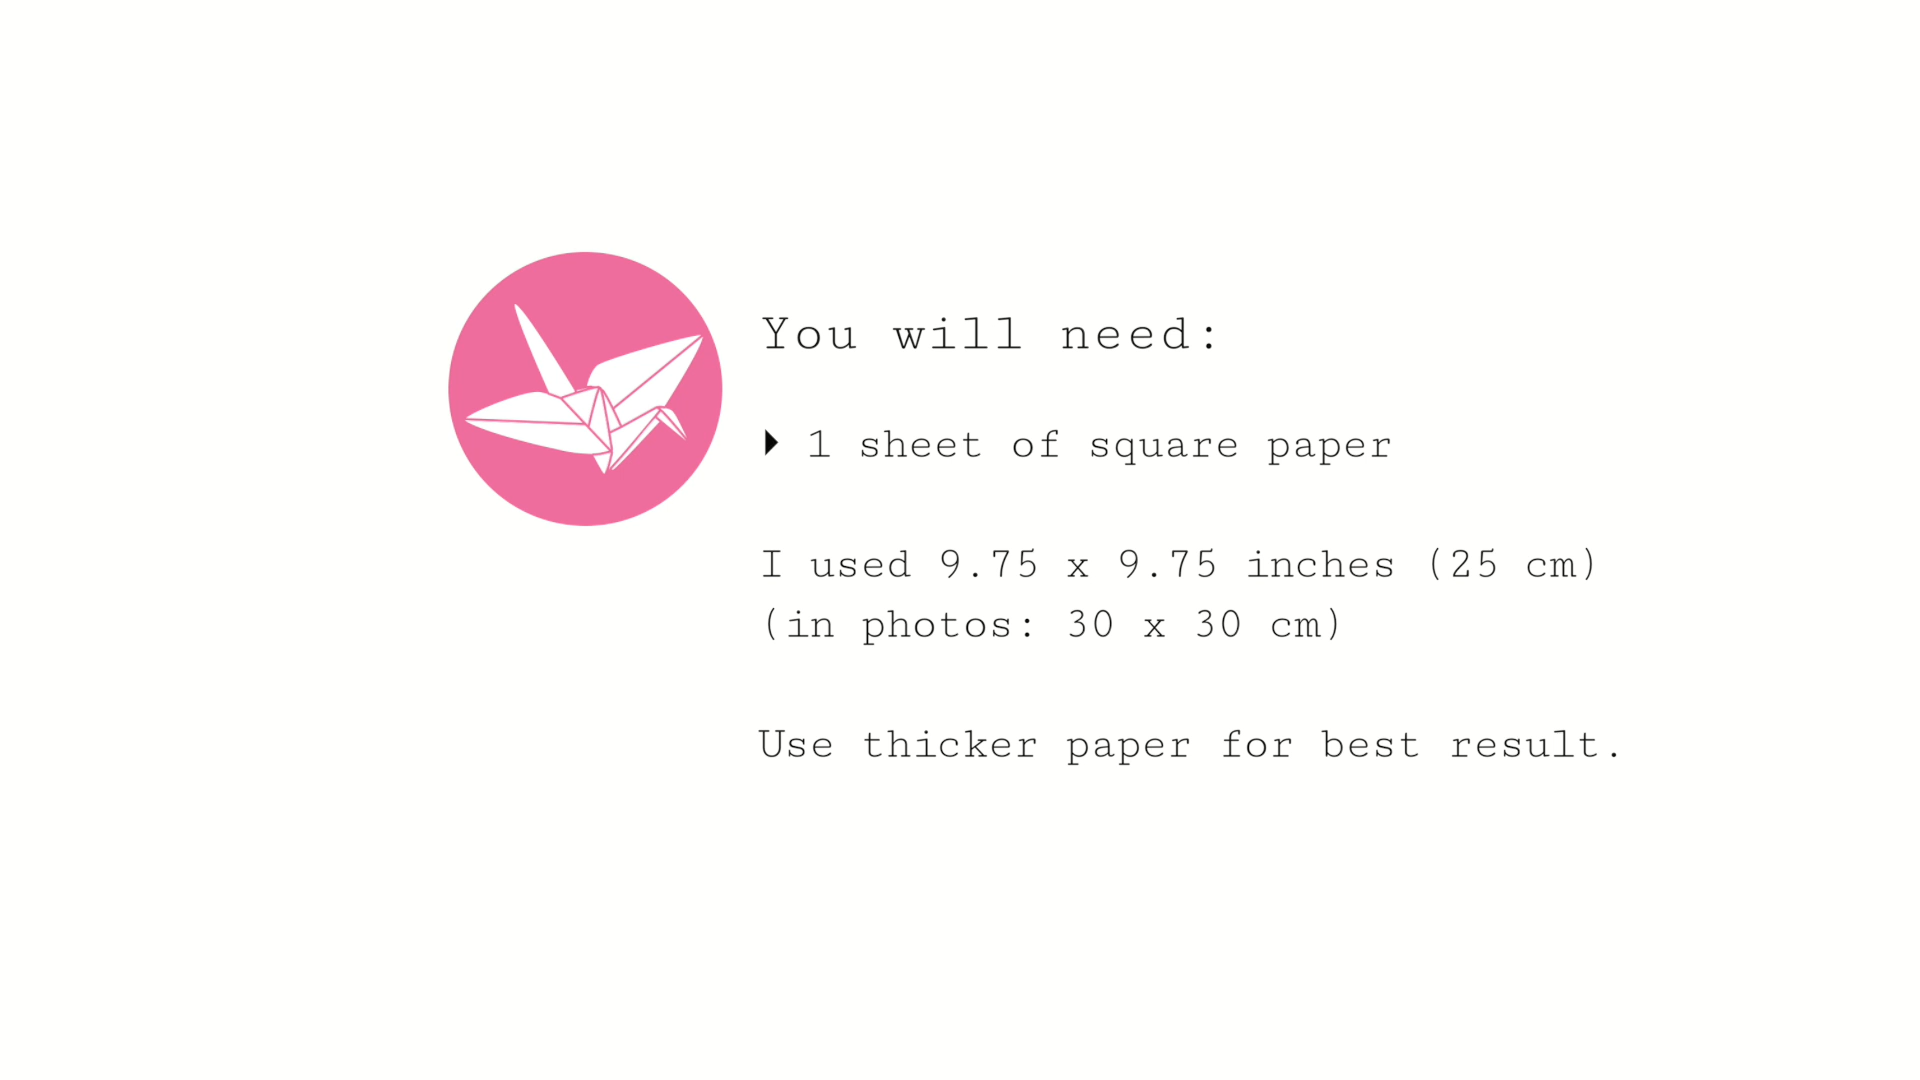 You will need:
▸ 1 sheet of square paper
I used 9.75 x 9.75 inches (25 cm)
(in photos: 30 x 30 cm)
Use thicker paper for best result.